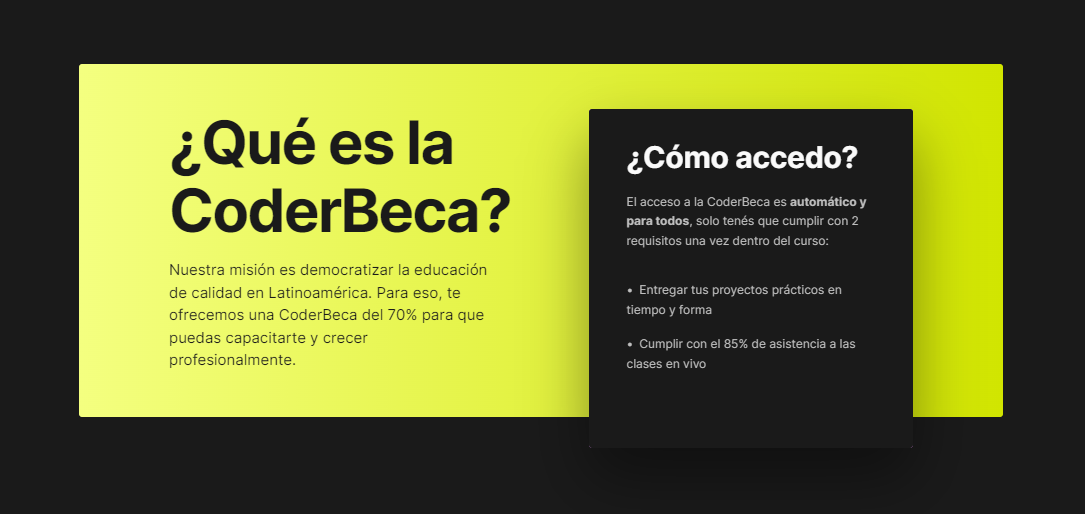 ¿Qué es la
CoderBeca?
Nuestra misión es democratizar la educación
de calidad en Latinoamérica. Para eso, te
ofrecemos una CoderBeca del 70% para que
puedas capacitarte y crecer
profesionalmente.
¿Cómo accedo?
El acceso a la CoderBeca es automático y
para todos, solo tenés que cumplir con 2
requisitos una vez dentro del curso:
• Entregar tus proyectos prácticos en
tiempo y forma
• Cumplir con el 85% de asistencia a las
clases en vivo